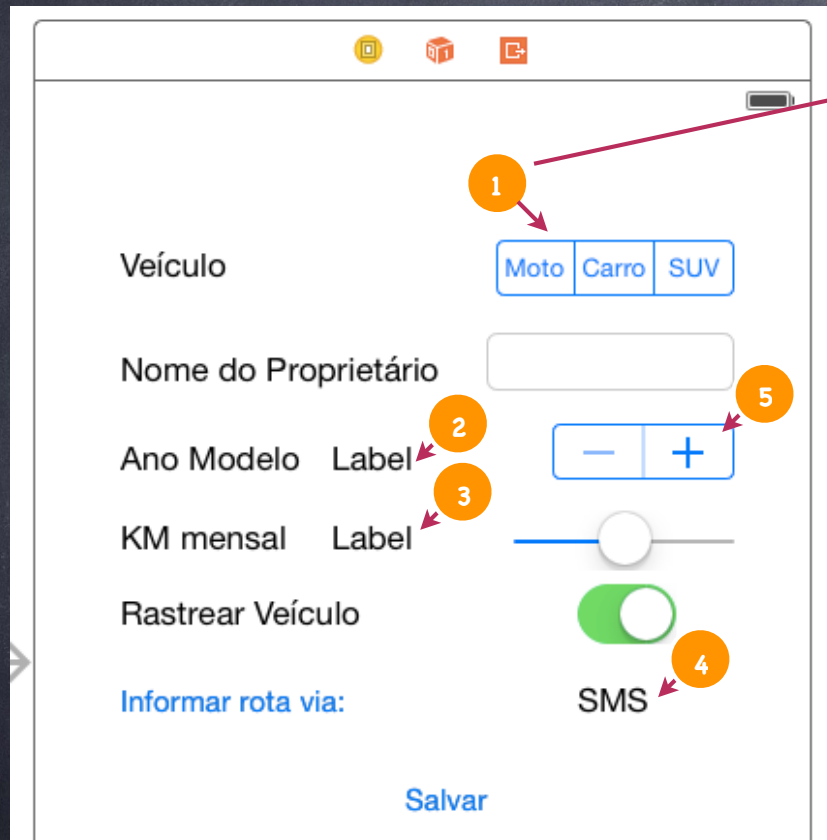 1
Veículo Moto Carro SUV
Nome do Proprietário
5
2
Ano Modelo Label − +
3
KM mensal Label
Rastrear Veículo
4
Informar rota via: SMS
Salvar